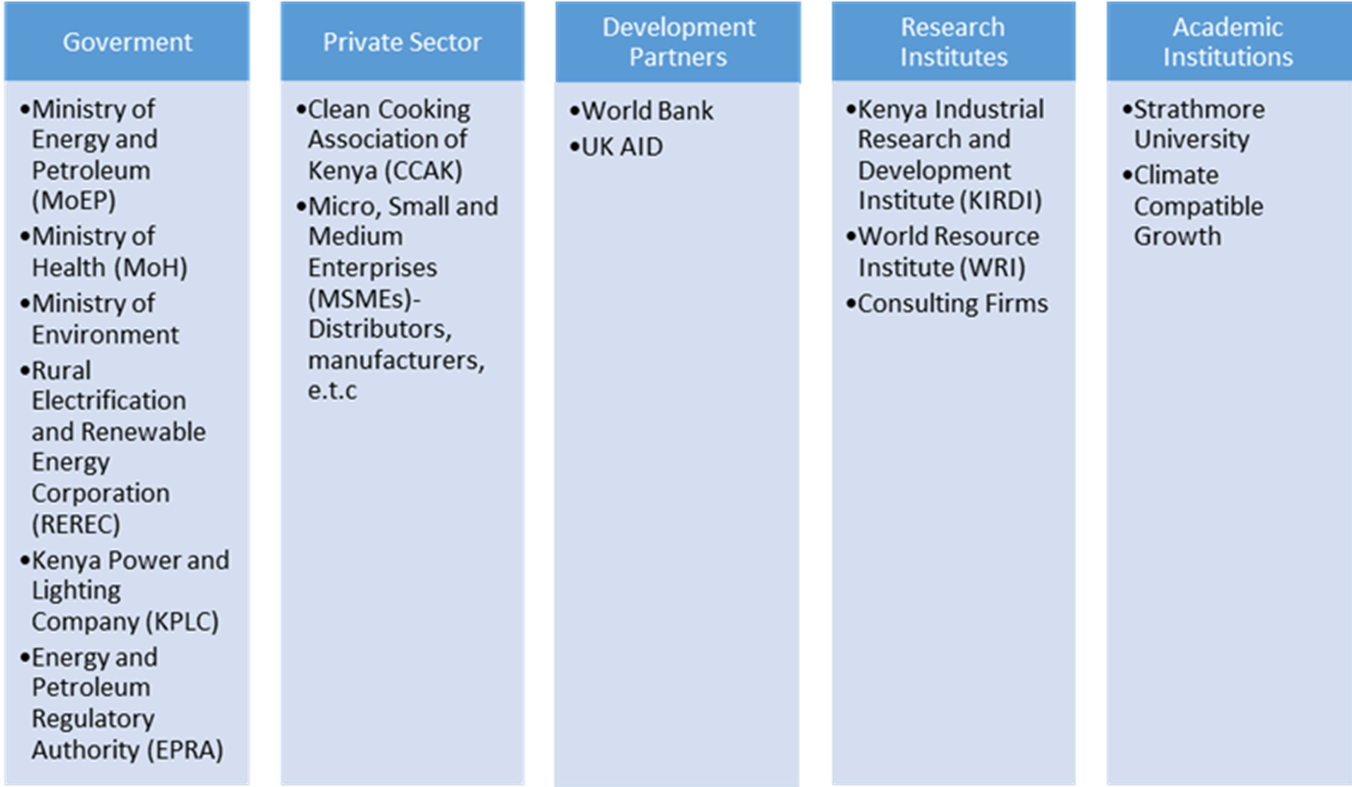 Goverment
•Ministry of
Energy and
Petroleum
(MoEP)
•Ministry of
Health (MoH)
•Ministry of
Environment
•Rural
Electrification
and Renewable
Energy
Corporation
(REREC)
•Kenya Power and
Lighting
Company (KPLC)
•Energy and
Petroleum
Regulatory
Authority (EPRA)
Private Sector
•Clean Cooking
Association of
Kenya (CCAK)
•Micro, Small and
Medium
Enterprises
(MSMEs)-
Distributors,
manufacturers,
e.t.c
Development
Partners
•World Bank
•UK AID
Research
Institutes
•Kenya Industrial
Research and
Development
Institute (KIRDI)
•World Resource
Institute (WRI)
•Consulting Firms
Academic
Institutions
•Strathmore
University
•Climate
Compatible
Growth